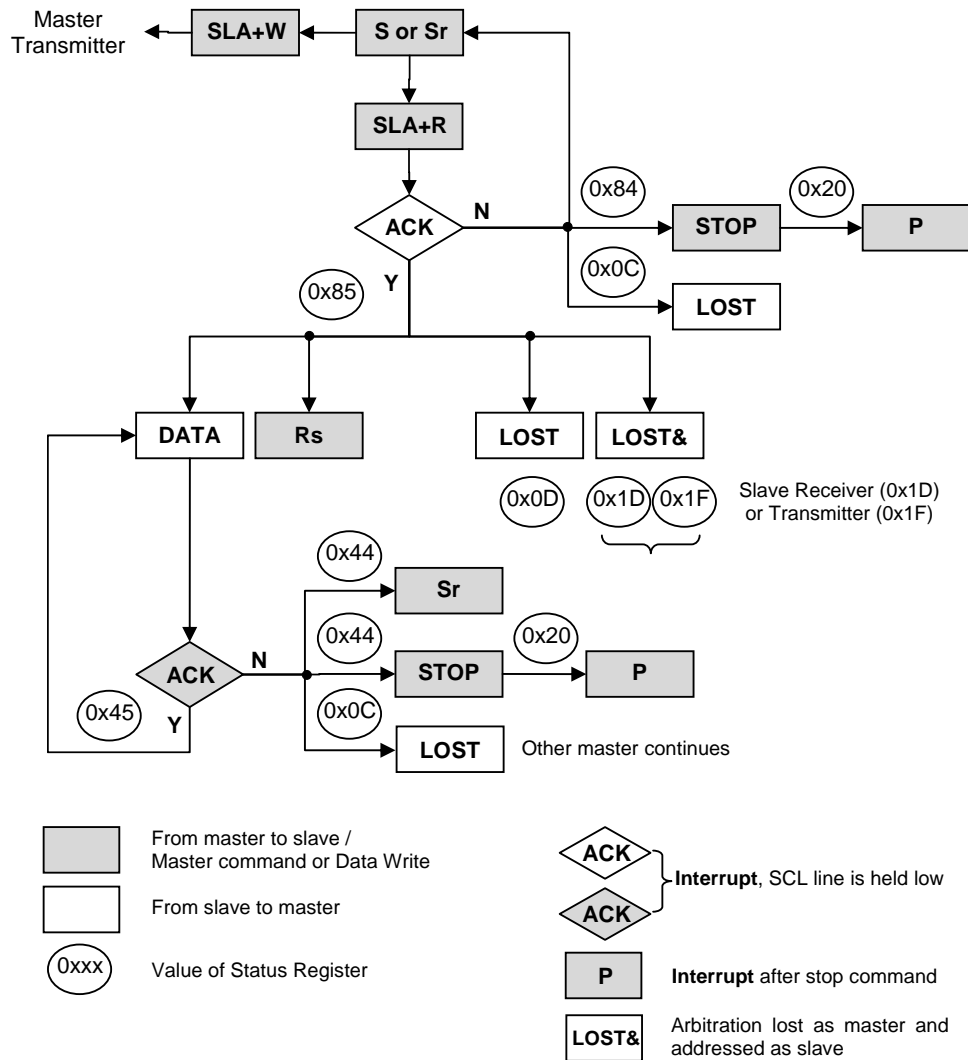 Master
Transmitter
SLA+W
S or Sr
SLA+R
ACK
N
Y
0x84
STOP
0x20
P
0x0C
LOST
0x85
DATA
Rs
LOST
LOST&
0x0D
0x1D
0x1F
Slave Receiver (0x1D)
or Transmitter (0x1F)
0x44
Sr
ACK
N
0x44
STOP
0x20
P
0x45
Y
0x0C
LOST
Other master continues
From master to slave /
Master command or Data Write
From slave to master
0xxx
Value of Status Register
ACK
Interrupt, SCL line is held low
ACK
P
Interrupt after stop command
LOST&
Arbitration lost as master and
addressed as slave